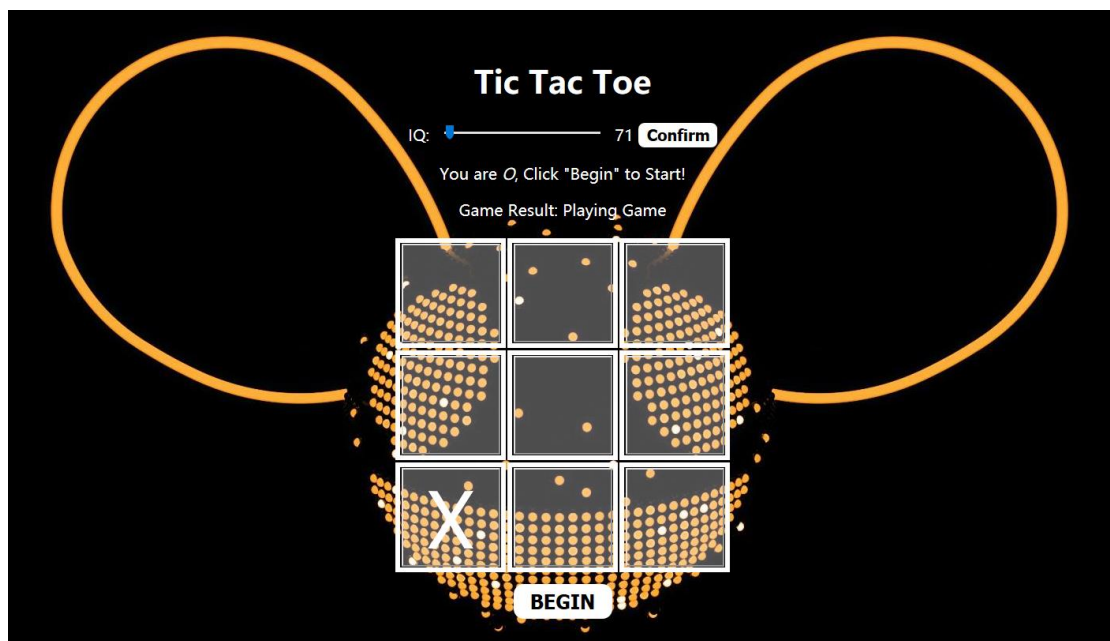 Tic Tac Toe
IQ: 71 Confirm
You are O, Click "Begin" to Start!
Game Result: Playing Game
X
BEGIN